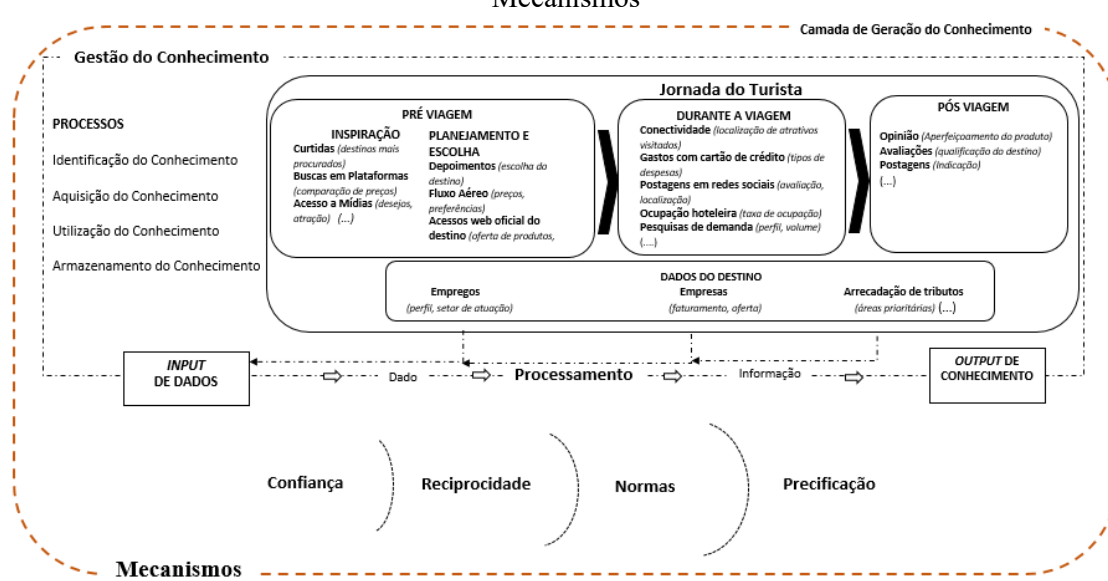 Mecanismos
Camada de Geração do Conhecimento
Gestão do Conhecimento
PROCESSOS
Identificação do Conhecimento
Aquisição do Conhecimento
Utilização do Conhecimento
Armazenamento do Conhecimento
Jornada do Turista
PRÉ VIAGEM
INSPIRAÇÃO
Curtidas (destinos mais
procurados)
Buscas em Plataformas
(comparação de preços)
Acesso a Mídias (desejos,
atração) (...)
PLANEJAMENTO E
ESCOLHA
Depoimentos (escolha do
destino)
Fluxo Aéreo (preços,
preferências)
Acessos web oficial do
destino (oferta de produtos,
DURANTE A VIAGEM
Conectividade (localização de atrativos
visitados)
Gastos com cartão de crédito (tipos de
despesas)
Postagens em redes sociais (avaliação,
localização)
Ocupação hoteleira (taxa de ocupação)
Pesquisas de demanda (perfil, volume)
(....)
PÓS VIAGEM
Opinião (Aperfeiçoamento do produto)
Avaliações (qualificação do destino)
Postagens (Indicação)
(...)
DADOS DO DESTINO
Empregos
(perfil, setor de atuação)
Empresas
(faturamento, oferta)
Arrecadação de tributos
(áreas prioritárias) (...)
INPUT
DE DADOS
Dado
Processamento
Informação
OUTPUT DE
CONHECIMENTO
Confiança
Reciprocidade
Normas
Precificação
Mecanismos